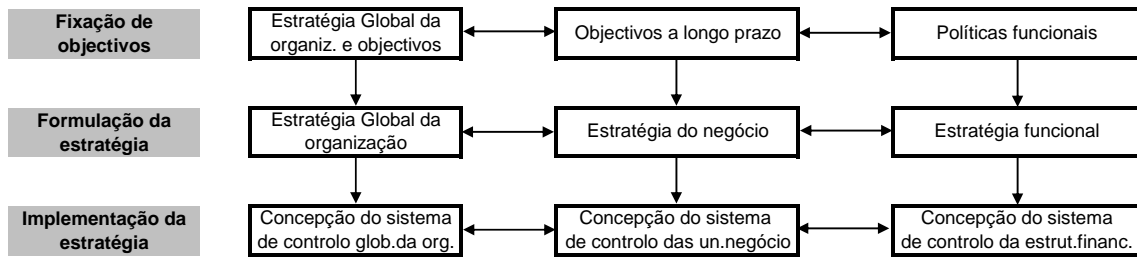 Fixação de
objectivos
Estratégia Global da
organiz. e objectivos
Objectivos a longo prazo
Políticas funcionais
Formulação da
estratégia
Estratégia Global da
organização
Estratégia do negócio
Estratégia funcional
Implementação da
estratégia
Concepção do sistema
de controlo glob.da org.
Concepção do sistema
de controlo das un.negócio
Concepção do sistema
de controlo da estrut.financ.